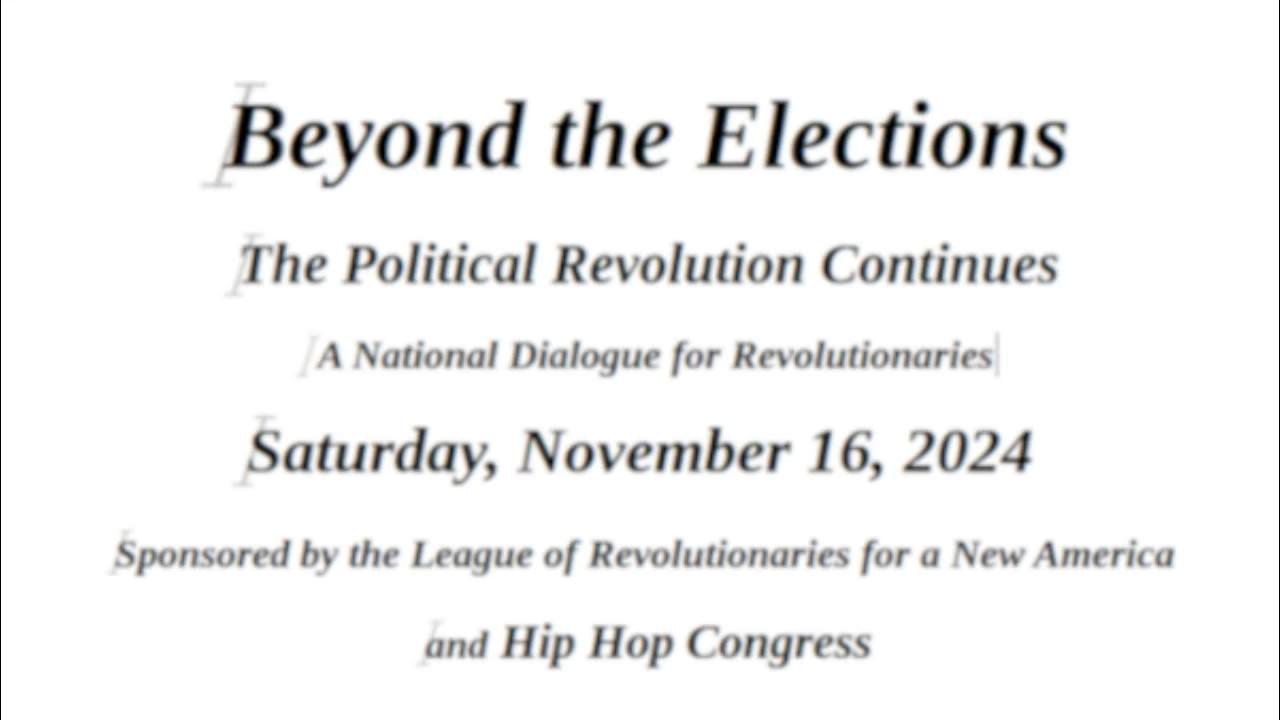 Beyond the Elections
The Political Revolution Continues
A National Dialogue for Revolutionaries
Saturday, November 16, 2024
Sponsored by the League of Revolutionaries for a New America
and Hip Hop Congress